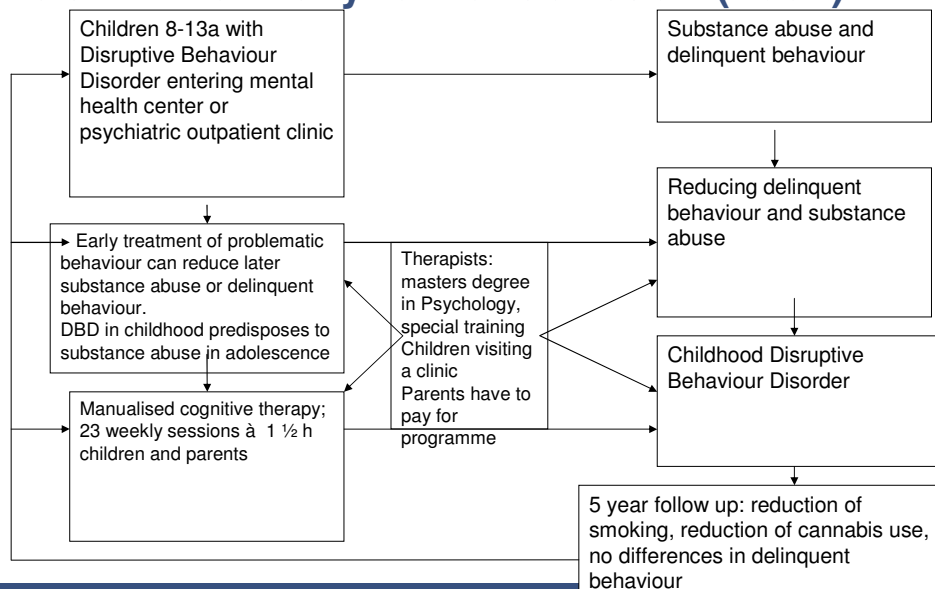 Children 8-13a with
Disruptive Behaviour
Disorder entering mental
health center or
psychiatric outpatient clinic
Substance abuse and
delinquent behaviour
Early treatment of problematic
behaviour can reduce later
substance abuse or delinquent
behaviour.
DBD in childhood predisposes to
substance abuse in adolescence
Therapists:
masters degree
in Psychology,
special training
Children visiting
a clinic
Parents have to
pay for
programme
Reducing delinquent
behaviour and substance
abuse
Manualised cognitive therapy;
23 weekly sessions à 1 ½ h
children and parents
Childhood Disruptive
Behaviour Disorder
5 year follow up: reduction of
smoking, reduction of cannabis use,
no differences in delinquent
behaviour